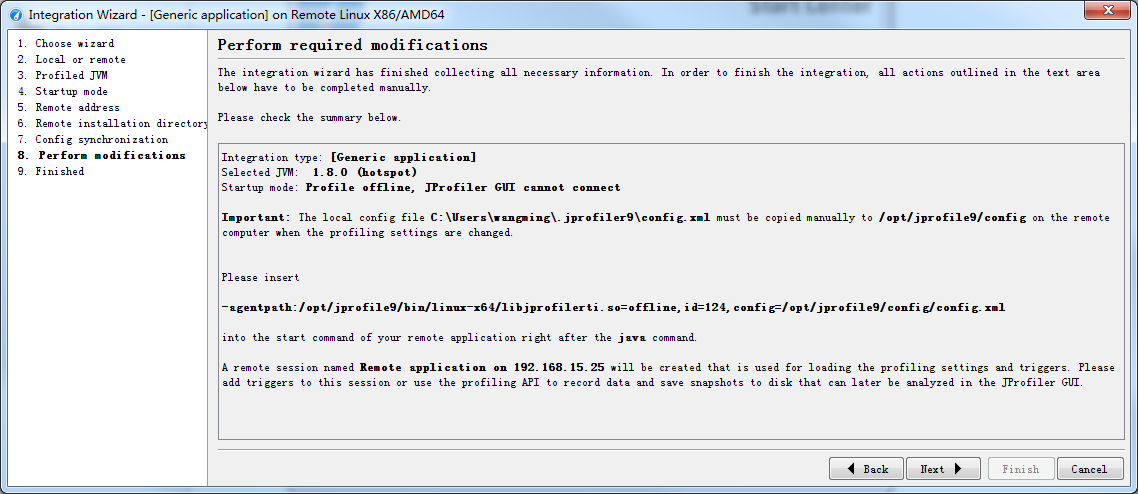 Integration Wizard - [Generic application] on Remote Linux X86/AMD64
1. Choose wizard
2. Local or remote
3. Profiled JVM
4. Startup mode
5. Remote address
6. Remote installation directory
7. Config synchronization
8. Perform modifications
9. Finished
Perform required modifications
The integration wizard has finished collecting all necessary information. In order to finish the integration, all actions outlined in the text area
below have to be completed manually.
Please check the summary below.
Integration type: [Generic application]
Selected JVM: 1.8.0 (hotspot)
Startup mode: Profile offline, JProfiler GUI cannot connect
Important: The local config file C:\Users\wangming\.jprofiler9\config.xml must be copied manually to /opt/jprofile9/config on the remote
computer when the profiling settings are changed.
Please insert
-agentpath:/opt/jprofile9/bin/linux-x64/libjprofilerti.so=offline,id=124,config=/opt/jprofile9/config/config.xml
into the start command of your remote application right after the java command.
A remote session named Remote application on 192.168.15.25 will be created that is used for loading the profiling settings and triggers. Please
add triggers to this session or use the profiling API to record data and save snapshots to disk that can later be analyzed in the JProfiler GUI.
Back Next Finish Cancel